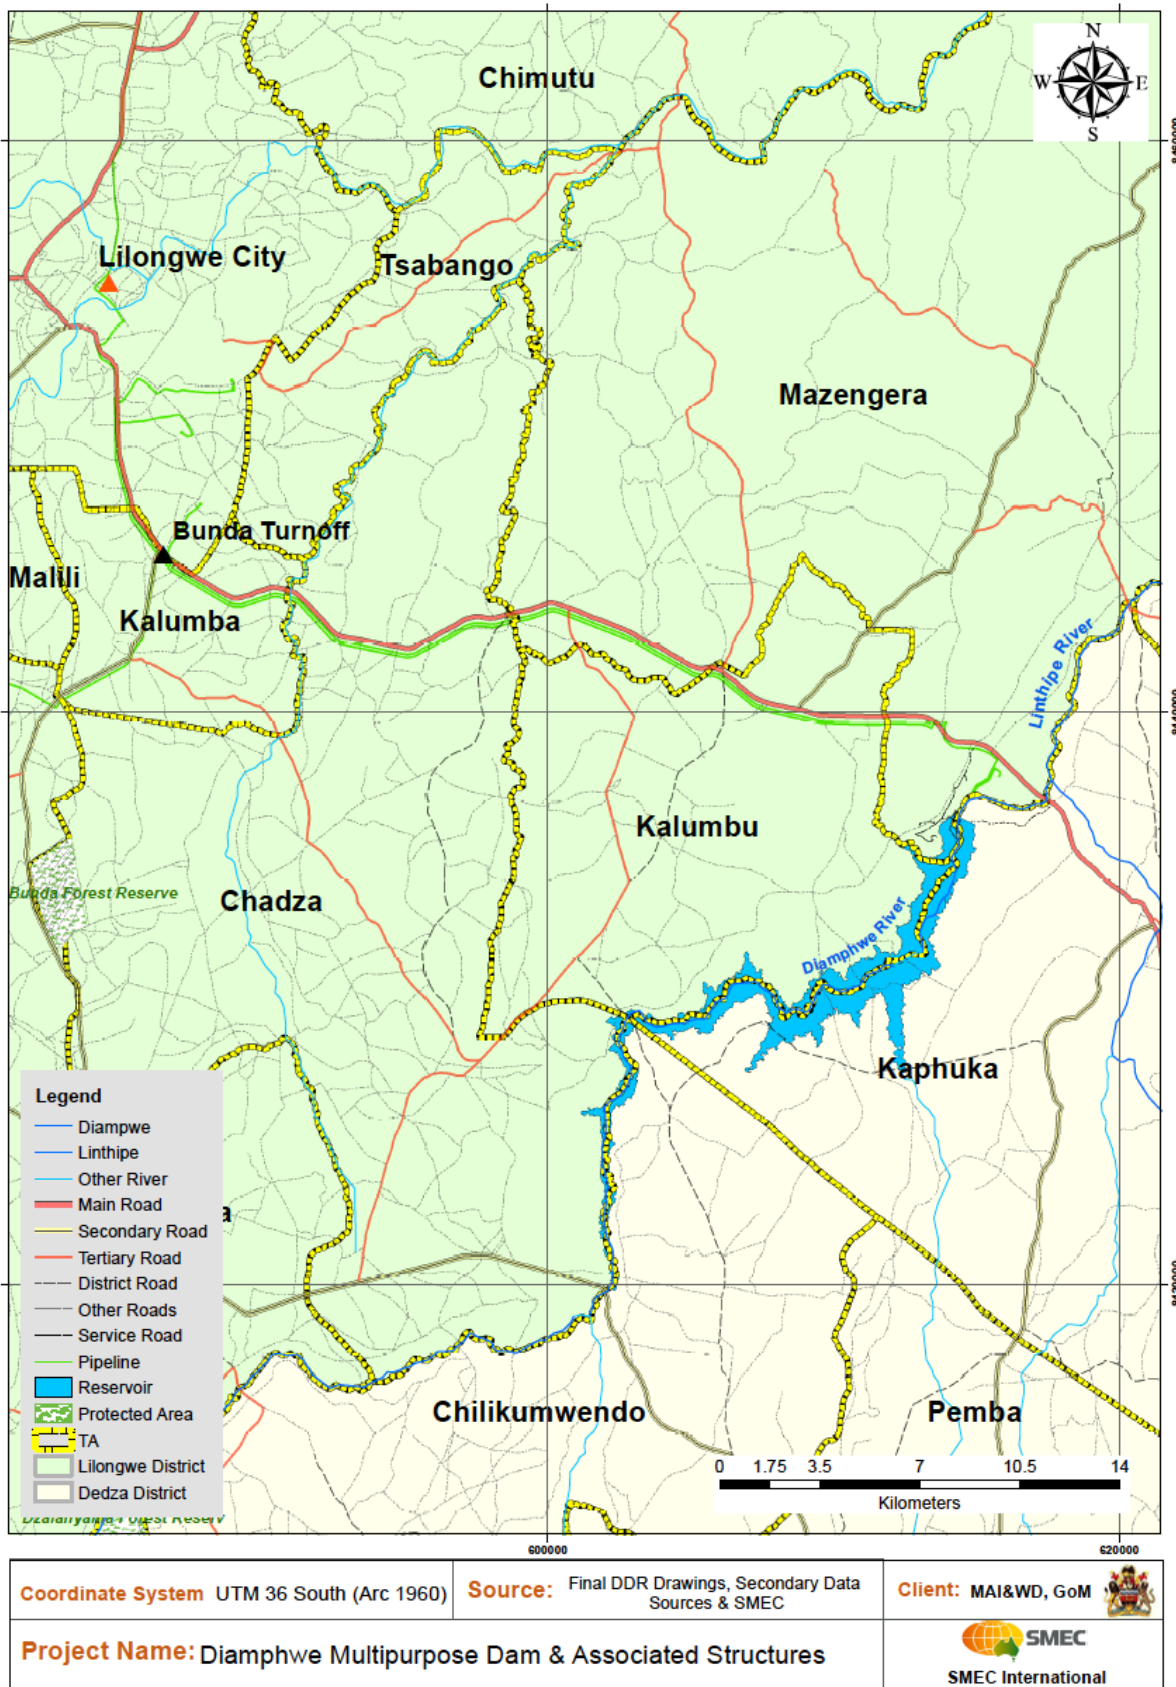 N
W E
S
Chimutu
Lilongwe City
Tsabango
Mazengera
Bunda Turnoff
Malili
Kalumba
Linthipe River
Kalumbu
Bunda Forest Reserve
Chadza
Diamphwe River
Kaphuka
Legend
Diampwe
Linthipe
Other River
Main Road
Secondary Road
a
Tertiary Road
District Road
Other Roads
Service Road
Pipeline
Reservoir
Protected Area
TA
Lilongwe District
Dedza District
Chilikumwendo
Pemba
0 1.75 3.5 7 10.5 14
Kilometers
Dzalanyama Forest Reserv
600000 620000
Coordinate System UTM 36 South (Arc 1960)
Source: Final DDR Drawings, Secondary Data
Sources & SMEC
Client: MAI&WD, GoM
Project Name: Diamphwe Multipurpose Dam & Associated Structures
SMEC
SMEC International